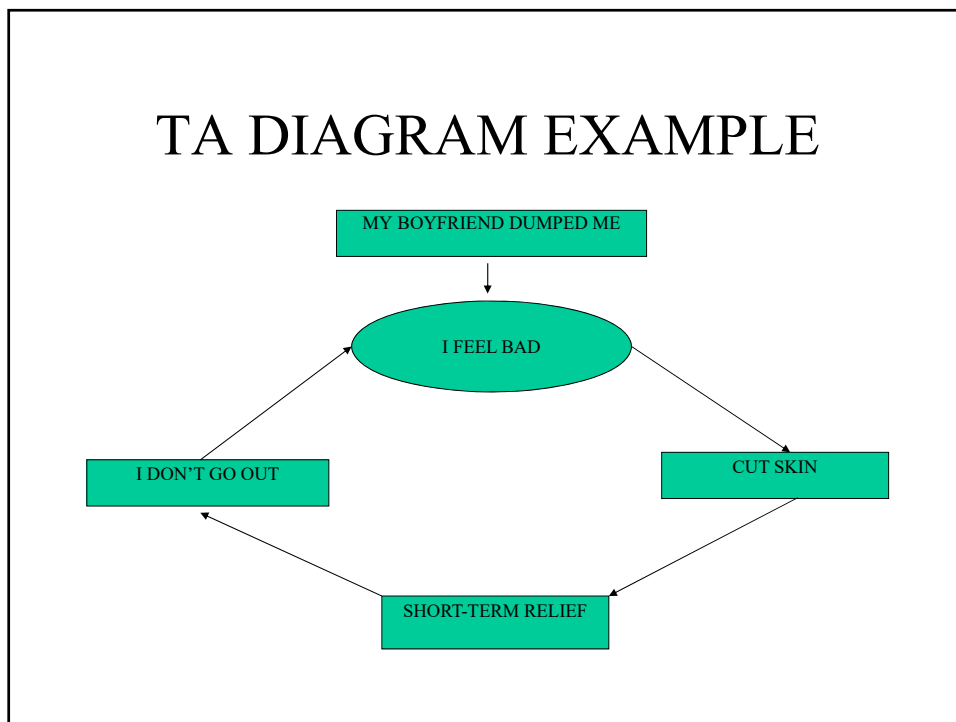 TA DIAGRAM EXAMPLE
MY BOYFRIEND DUMPED ME
I FEEL BAD
I DON’T GO OUT
CUT SKIN
SHORT-TERM RELIEF